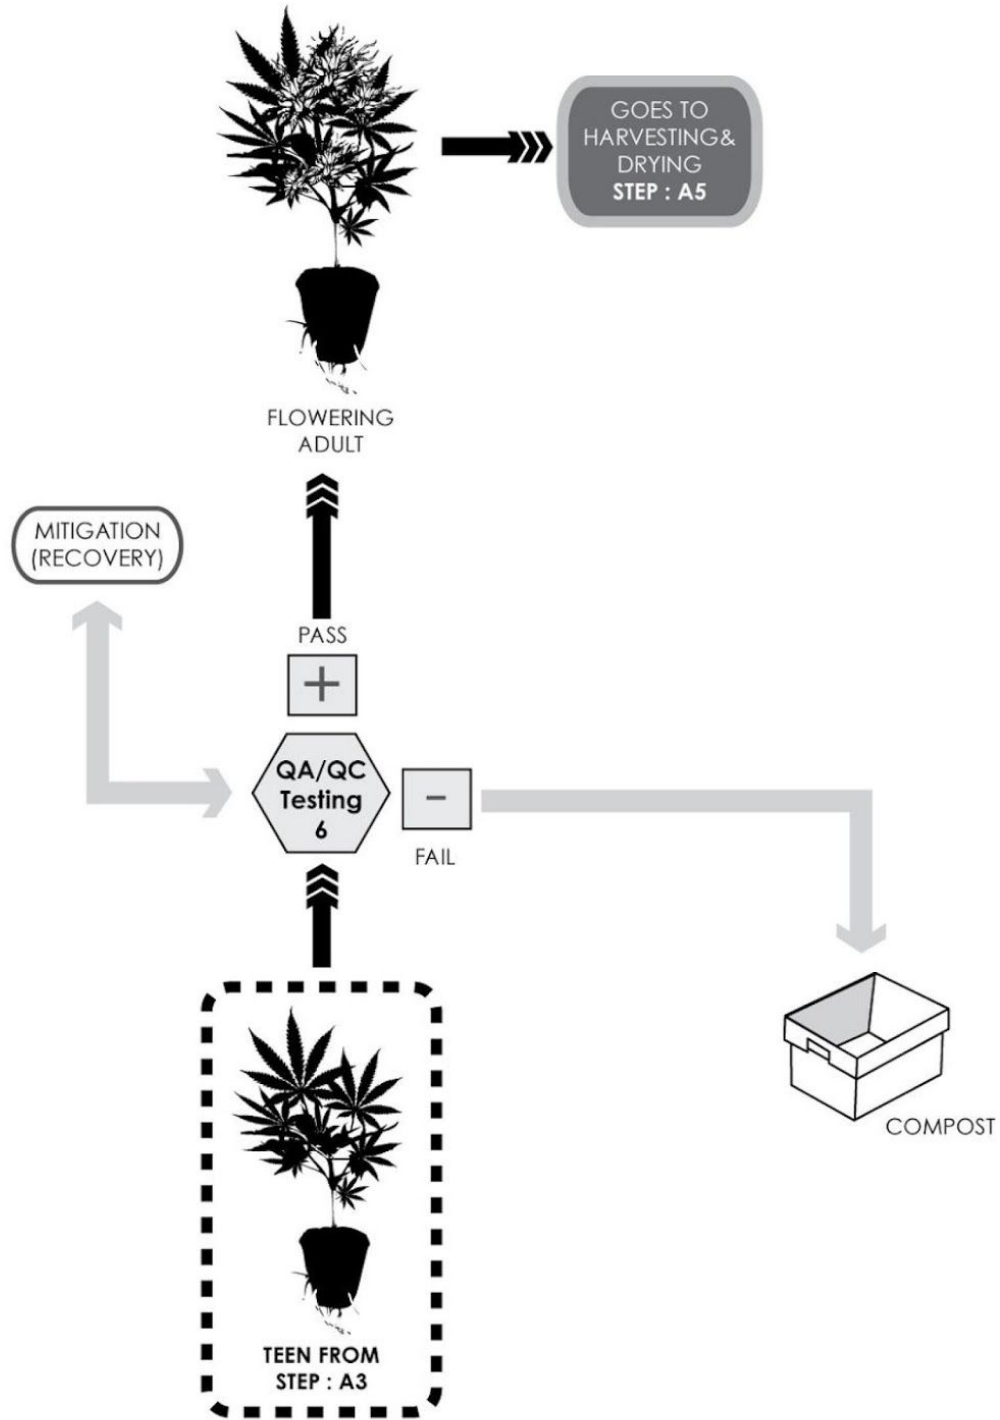 GOES TO
HARVESTING&
DRYING
STEP : A5
FLOWERING
ADULT
MITIGATION
(RECOVERY)
PASS
+
QA/QC
Testing
6
-
FAIL
COMPOST
TEEN FROM
STEP : A3